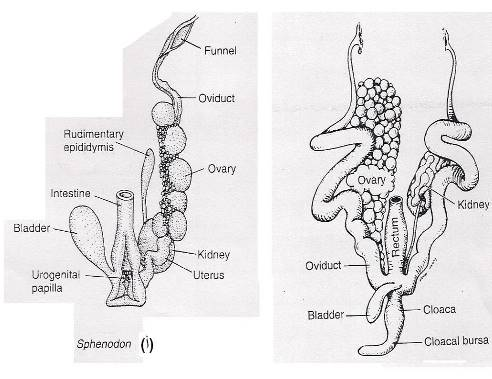 Funnel
Oviduct
Rudimentary
epididymis
Ovary
Intestine
Bladder
Kidney
Uterus
Urogenital
papilla
Sphenodon (i)
Ovary
Kidney
Rectum
Oviduct
Bladder
Cloaca
Cloacal bursa